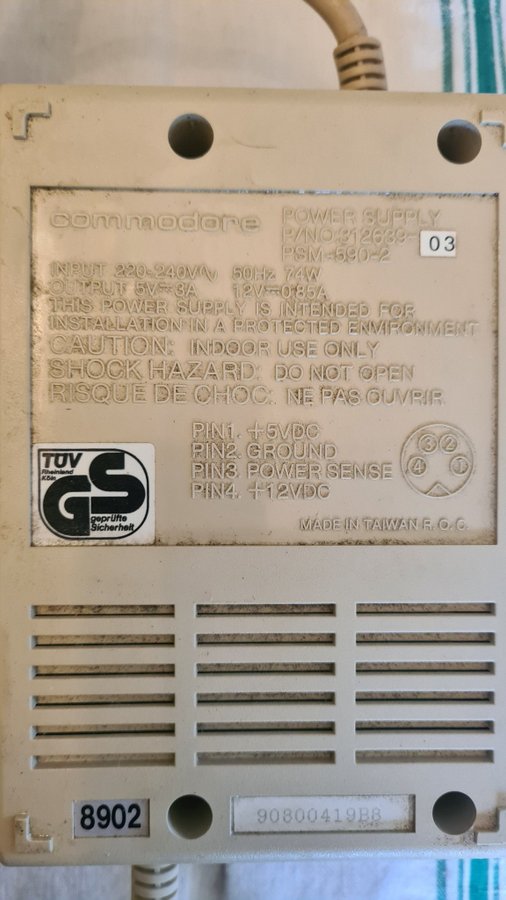 commodore
POWER SUPPLY
P/NO:312639-03
PSM-590-2
INPUT 220-240V∿ 50Hz 74W
OUTPUT 5V⎓3A 12V⎓0.85A
THIS POWER SUPPLY IS INTENDED FOR
INSTALLATION IN A PROTECTED ENVIRONMENT
CAUTION: INDOOR USE ONLY
SHOCK HAZARD: DO NOT OPEN
RISQUE DE CHOC: NE PAS OUVRIR
PIN1. +5VDC
PIN2. GROUND
PIN3. POWER SENSE
PIN4. +12VDC
3 2
4 1
TÜV
Rheinland
Köln
GS
geprüfte
Sicherheit
MADE IN TAIWAN R.O.C.
8902
90800419B8